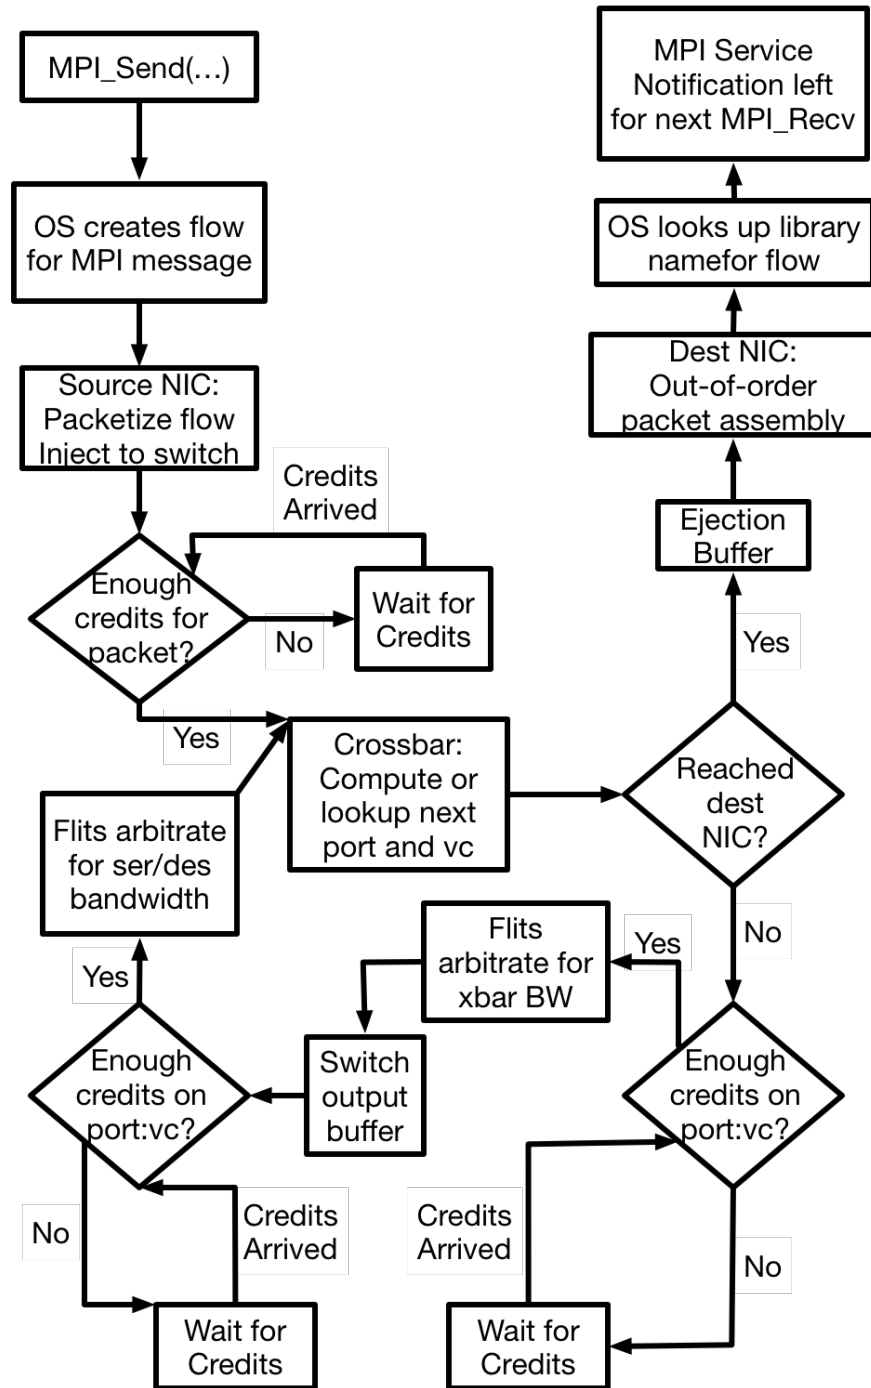 MPI_Send(...)
OS creates flow
for MPI message
Source NIC:
Packetize flow
Inject to switch
Enough
credits for
packet?
No
Wait for
Credits
Credits
Arrived
Yes
Crossbar:
Compute or
lookup next
port and vc
Reached
dest
NIC?
Yes
Ejection
Buffer
Dest NIC:
Out-of-order
packet assembly
OS looks up library
namefor flow
MPI Service
Notification left
for next MPI_Recv
No
Enough
credits on
port:vc?
No
Wait for
Credits
Credits
Arrived
Yes
Flits
arbitrate for
xbar BW
Switch
output
buffer
Enough
credits on
port:vc?
No
Wait for
Credits
Credits
Arrived
Yes
Flits arbitrate
for ser/des
bandwidth